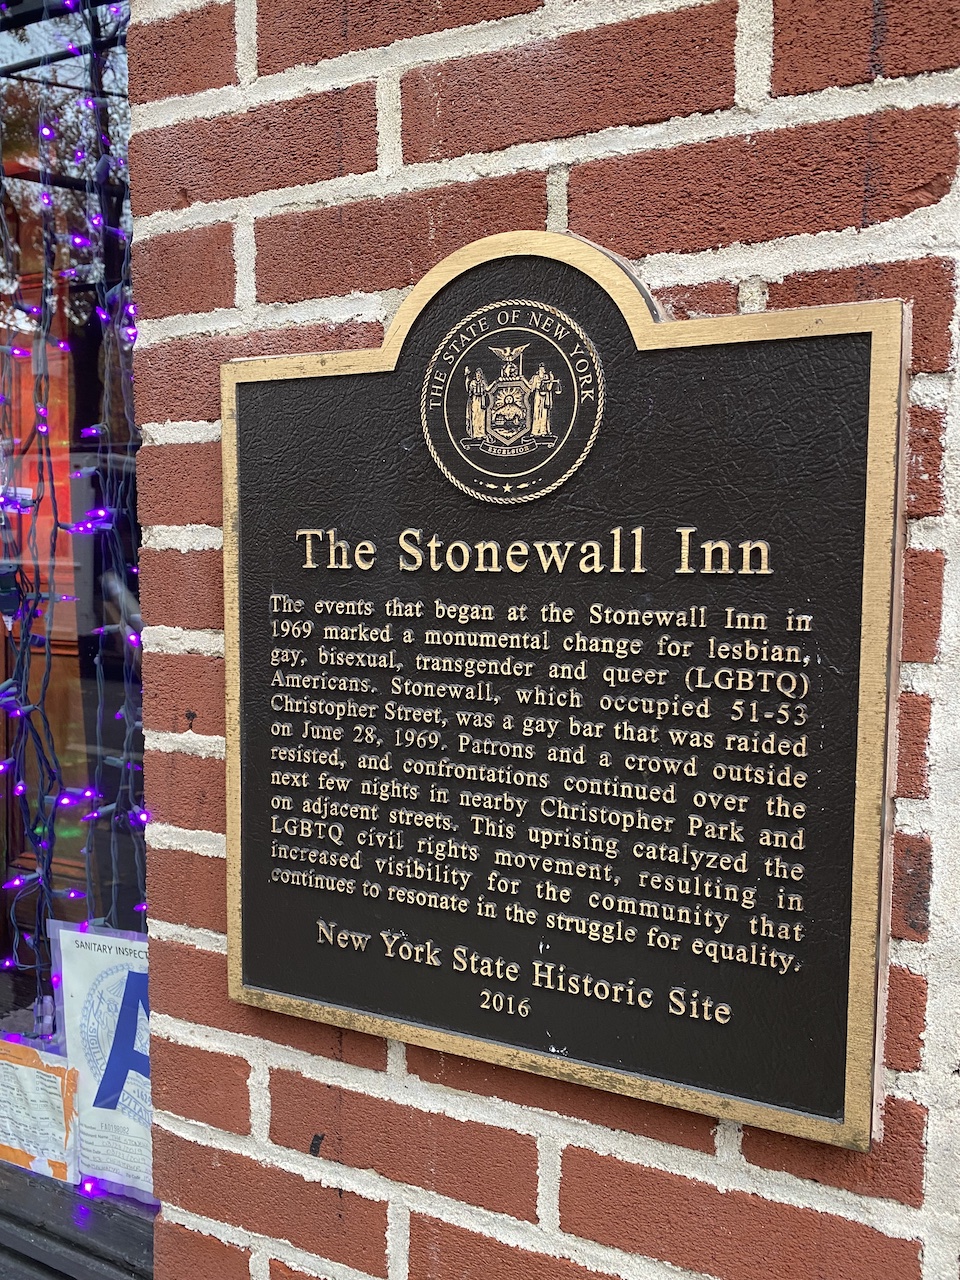 THE STATE OF NEW YORK
EXCELSIOR
The Stonewall Inn
The events that began at the Stonewall Inn in
1969 marked a monumental change for lesbian,
gay, bisexual, transgender and queer (LGBTQ)
Americans. Stonewall, which occupied 51-53
Christopher Street, was a gay bar that was raided
on June 28, 1969. Patrons and a crowd outside
resisted, and confrontations continued over the
next few nights in nearby Christopher Park and
on adjacent streets. This uprising catalyzed the
LGBTQ civil rights movement, resulting in
increased visibility for the community that
continues to resonate in the struggle for equality.
New York State Historic Site
2016
SANITARY INSPECT
A